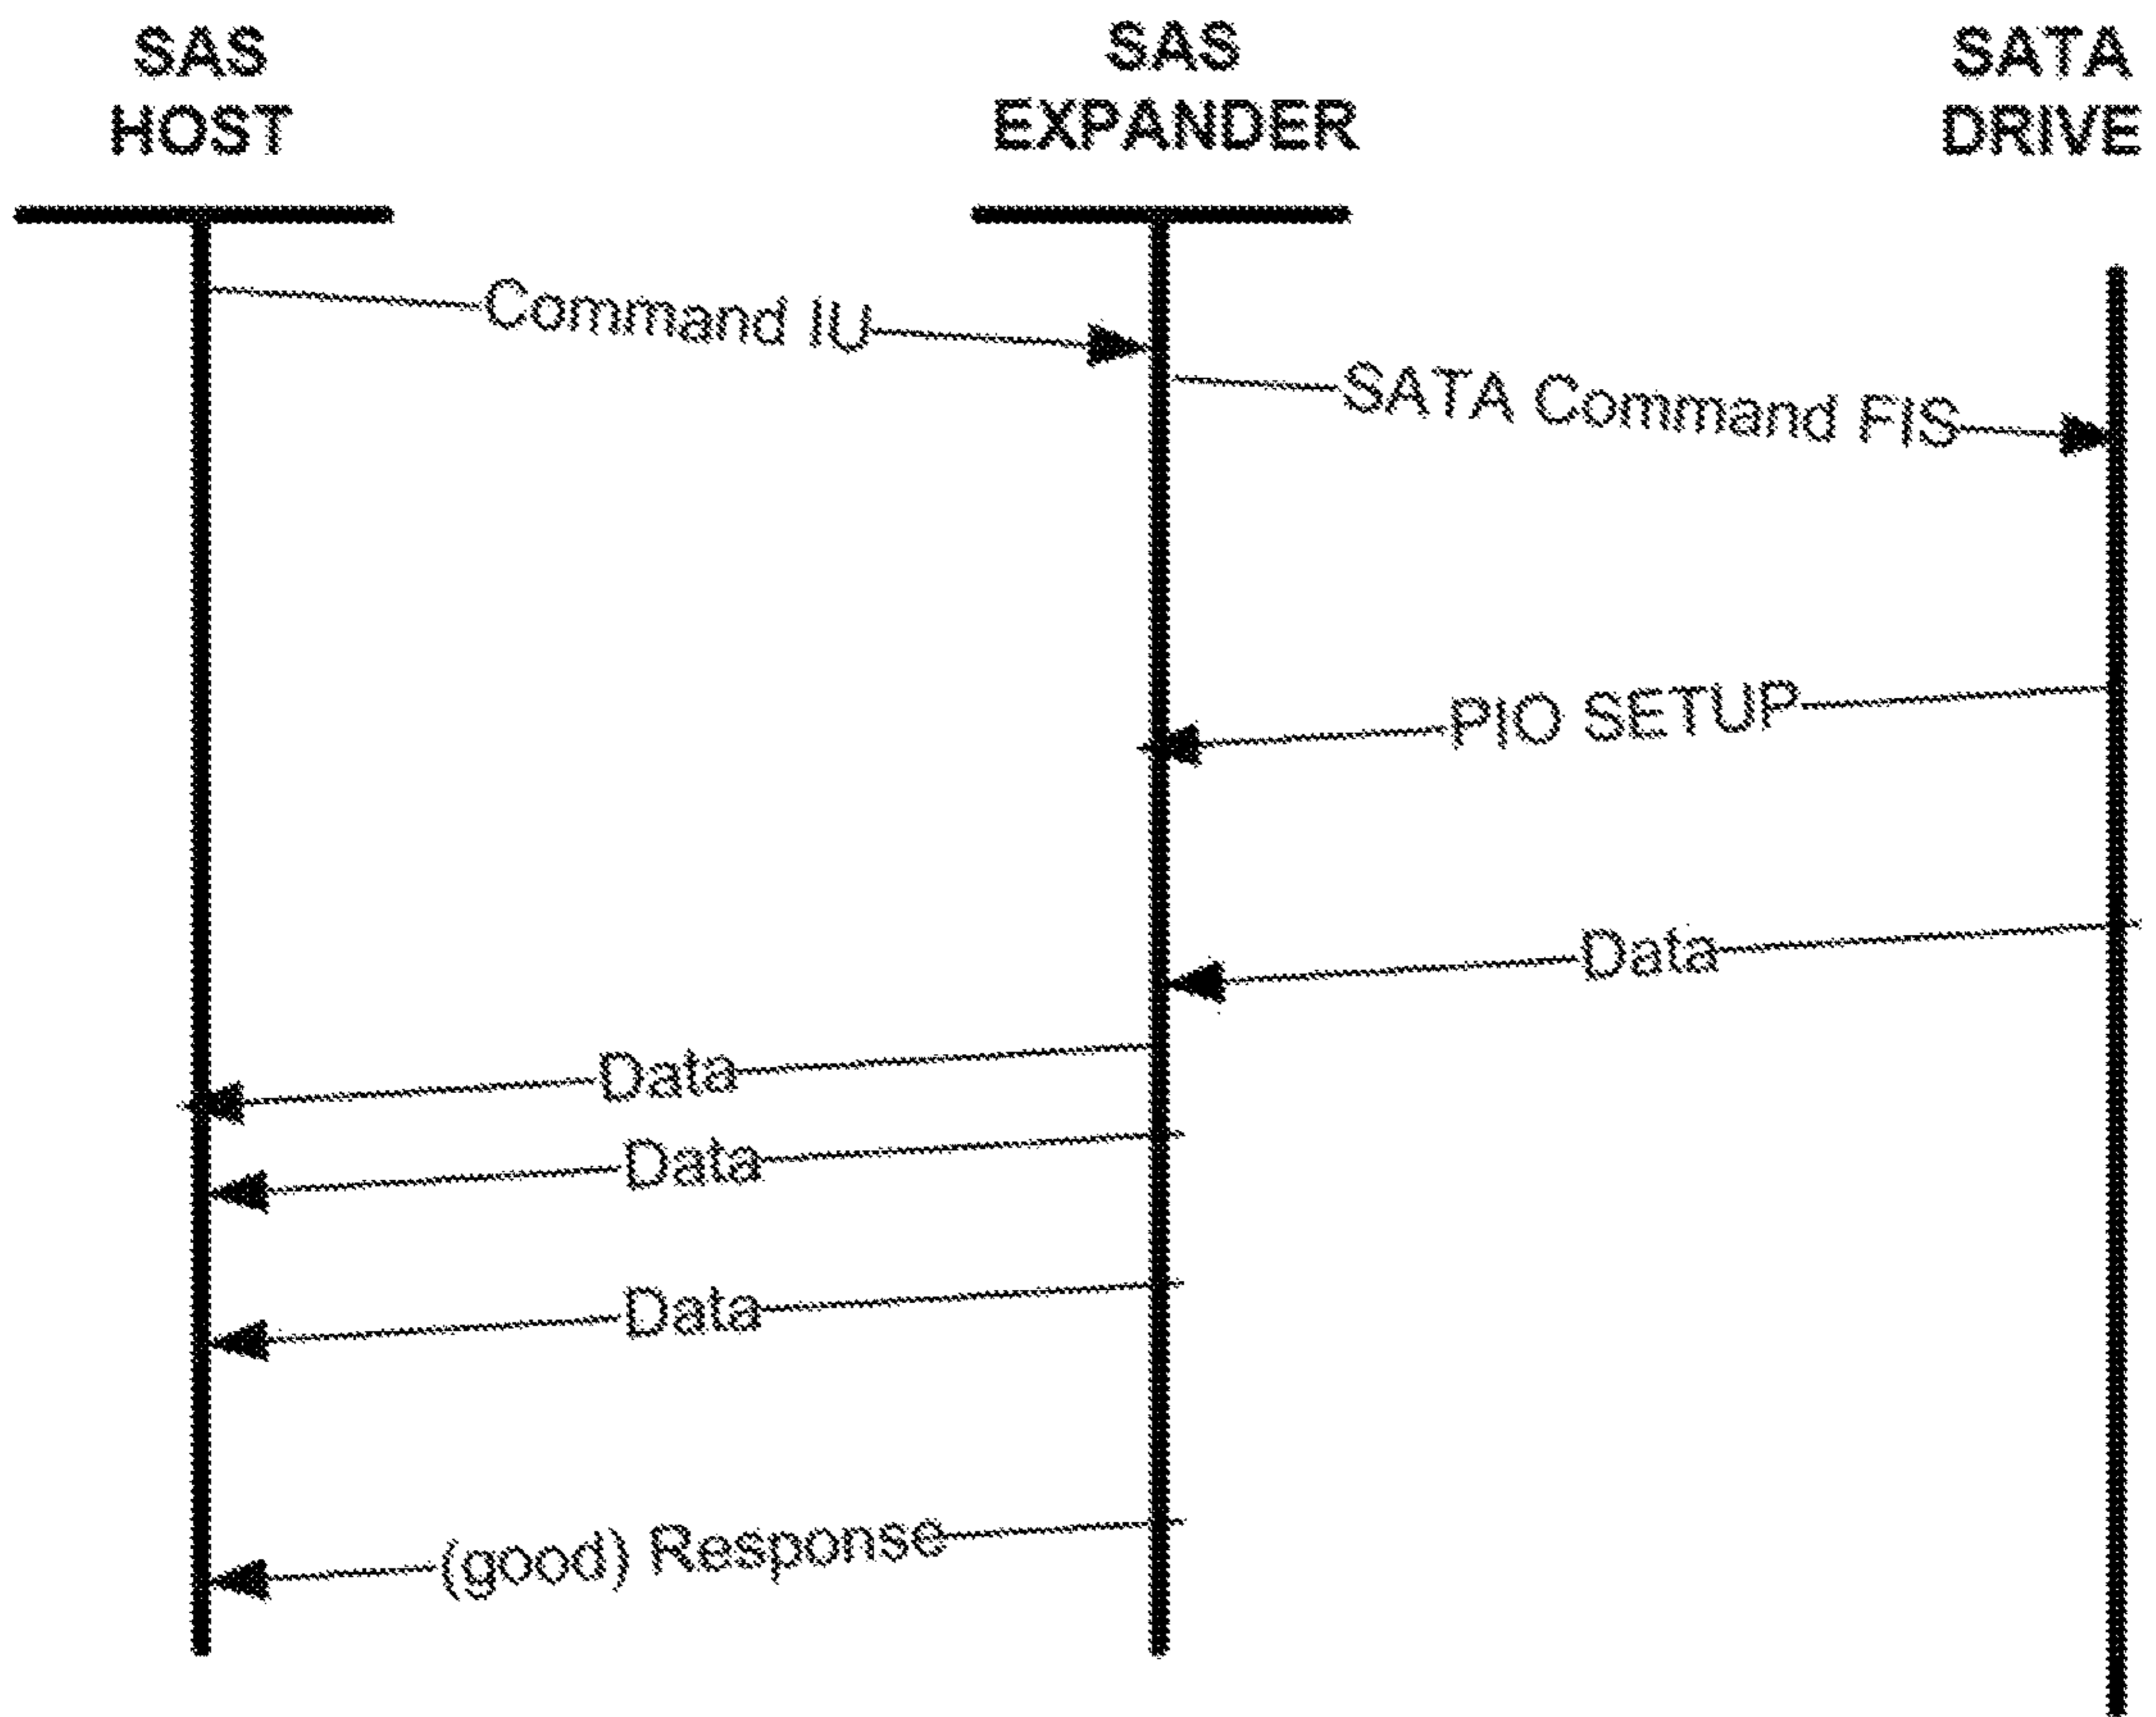 SAS
HOST
SAS
EXPANDER
SATA
DRIVE
Command IU
SATA Command FIS
PIO SETUP
Data
Data
Data
Data
(good) Response